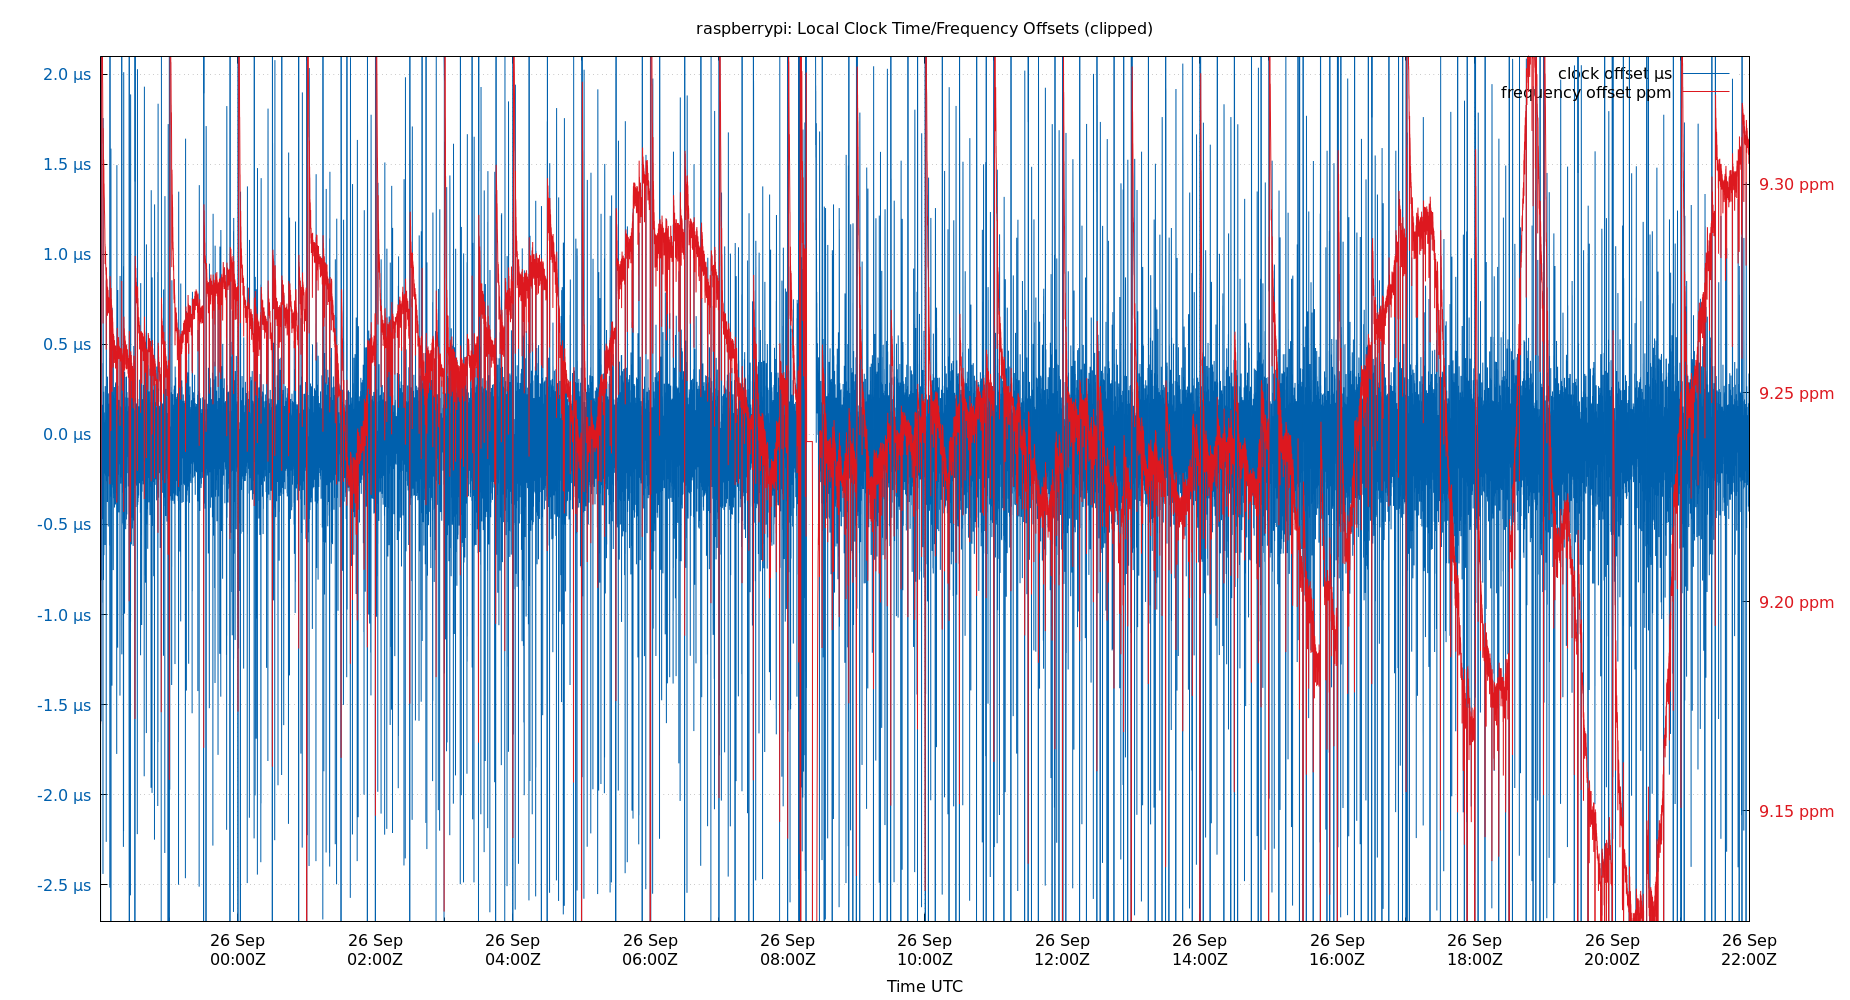 raspberrypi: Local Clock Time/Frequency Offsets (clipped)
clock offset µs
frequency offset ppm
2.0 µs
1.5 µs
1.0 µs
0.5 µs
0.0 µs
-0.5 µs
-1.0 µs
-1.5 µs
-2.0 µs
-2.5 µs
9.30 ppm
9.25 ppm
9.20 ppm
9.15 ppm
26 Sep 26 Sep 26 Sep 26 Sep 26 Sep 26 Sep 26 Sep 26 Sep 26 Sep 26 Sep 26 Sep 26 Sep
00:00Z 02:00Z 04:00Z 06:00Z 08:00Z 10:00Z 12:00Z 14:00Z 16:00Z 18:00Z 20:00Z 22:00Z
Time UTC